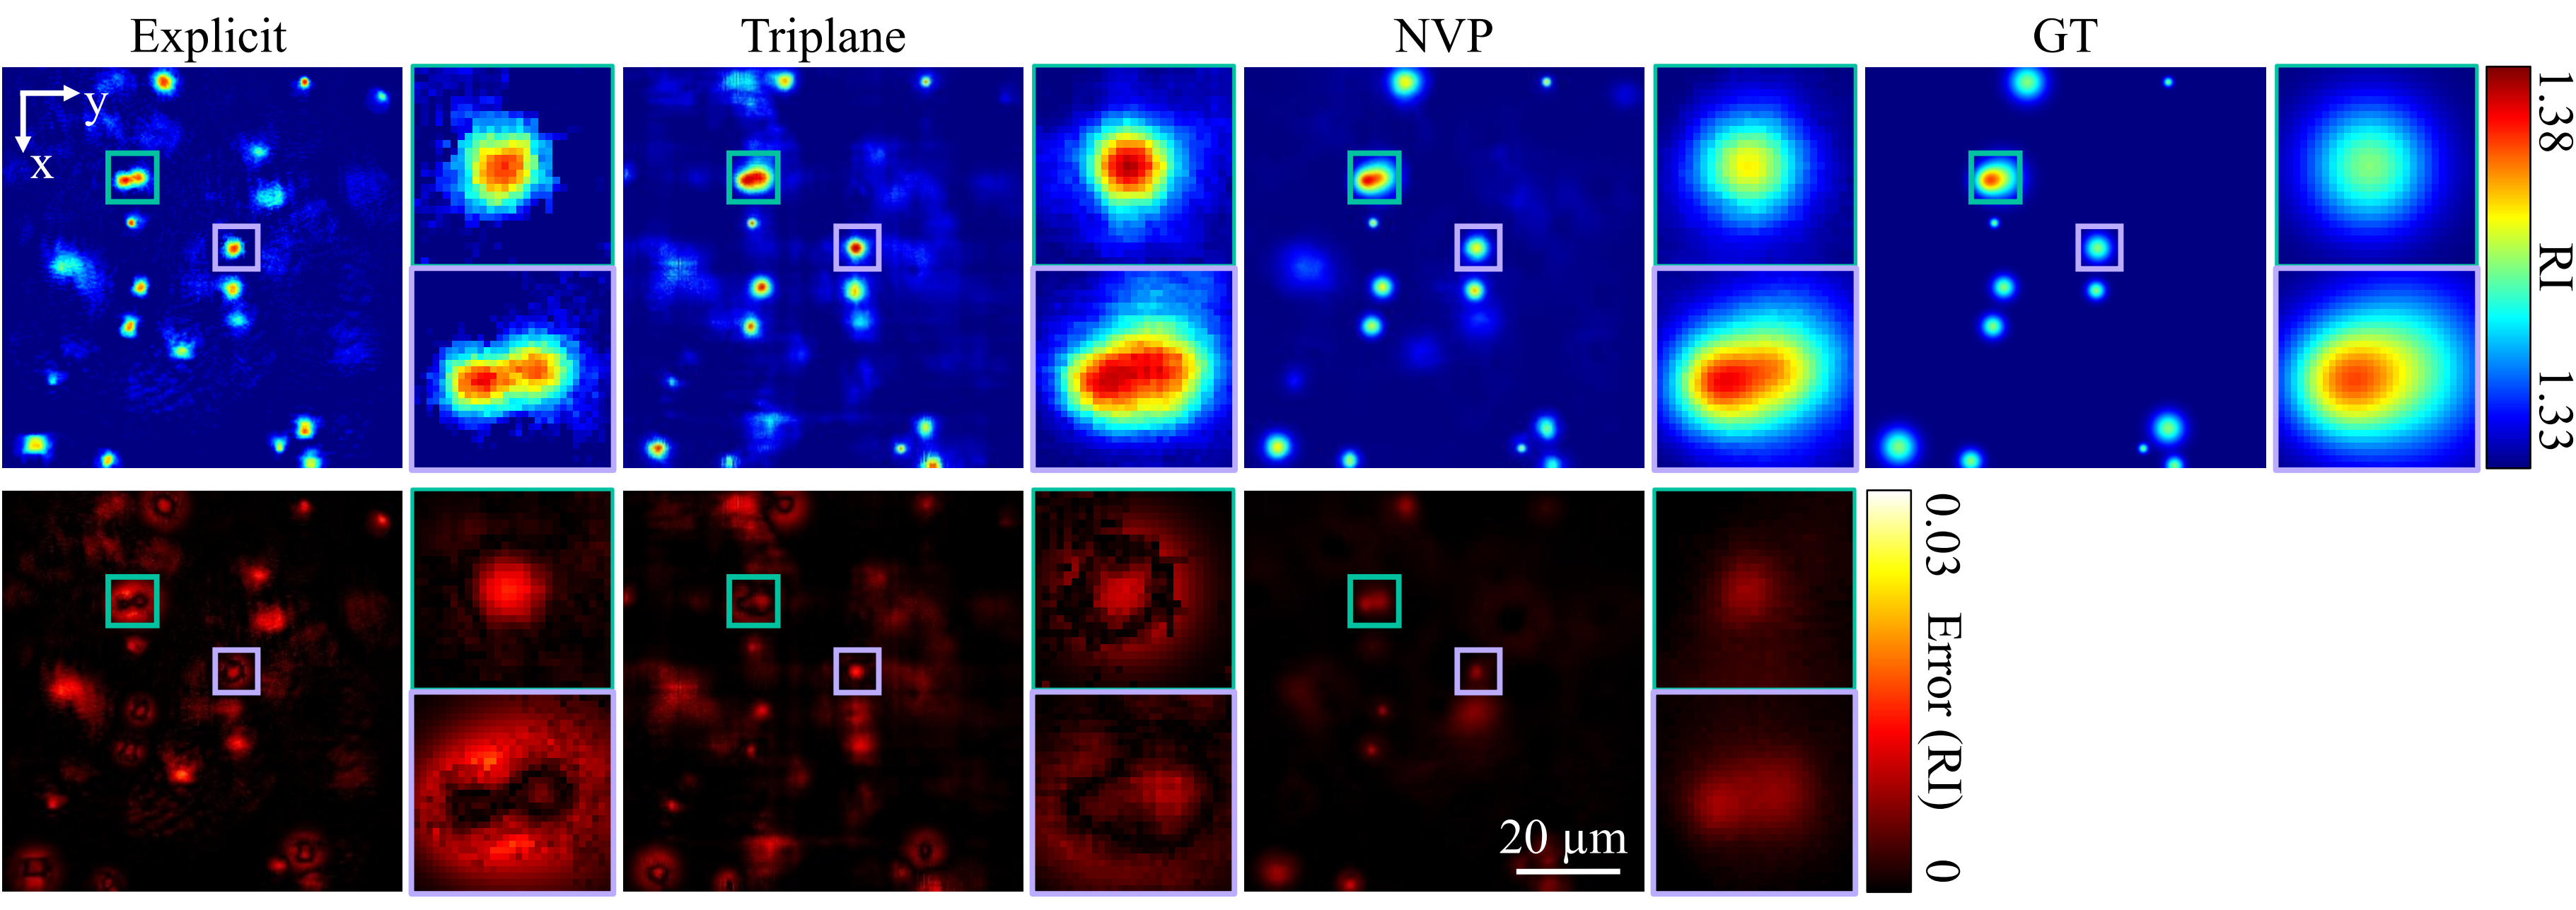 Explicit
Triplane
NVP
GT
y
x
1.38
RI
1.33
20 μm
0.03
Error (RI)
0